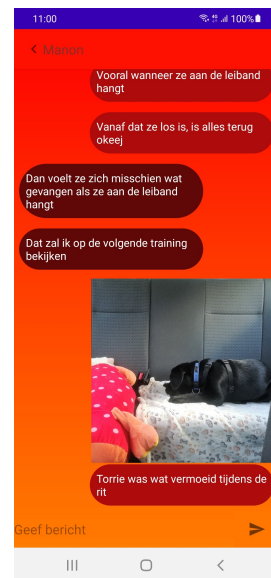 11:00
100%
Manon
Vooral wanneer ze aan de leiband
hangt
Vanaf dat ze los is, is alles terug
okeej
Dan voelt ze zich misschien wat
gevangen als ze aan de leiband
hangt
Dat zal ik op de volgende training
bekijken
Torrie was wat vermoeid tijdens de
rit
Geef bericht